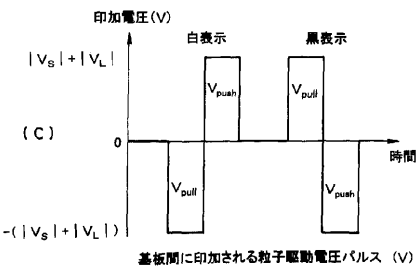 印加電圧(V)
白表示 黒表示
|VS|+|VL|
Vpush Vpull
(C)
0
時間
Vpull Vpush
-(|VS|+|VL|)
基板間に印加される粒子駆動電圧パルス (V)